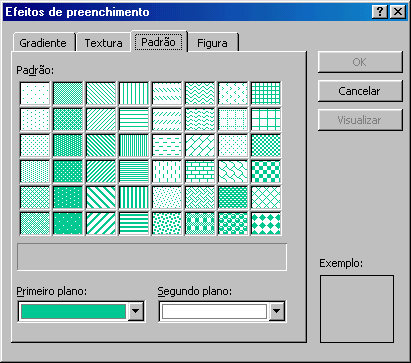 Efeitos de preenchimento
Gradiente Textura Padrão Figura
Padrão:
OK
Cancelar
Visualizar
Exemplo:
Primeiro plano: Segundo plano: